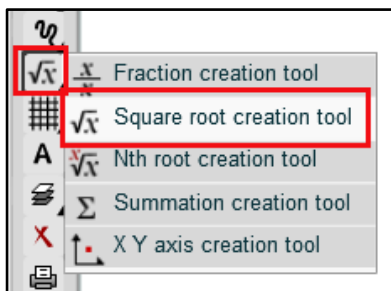 √x
x/x Fraction creation tool
√x Square root creation tool
A
x√x Nth root creation tool
Σ Summation creation tool
X Y axis creation tool